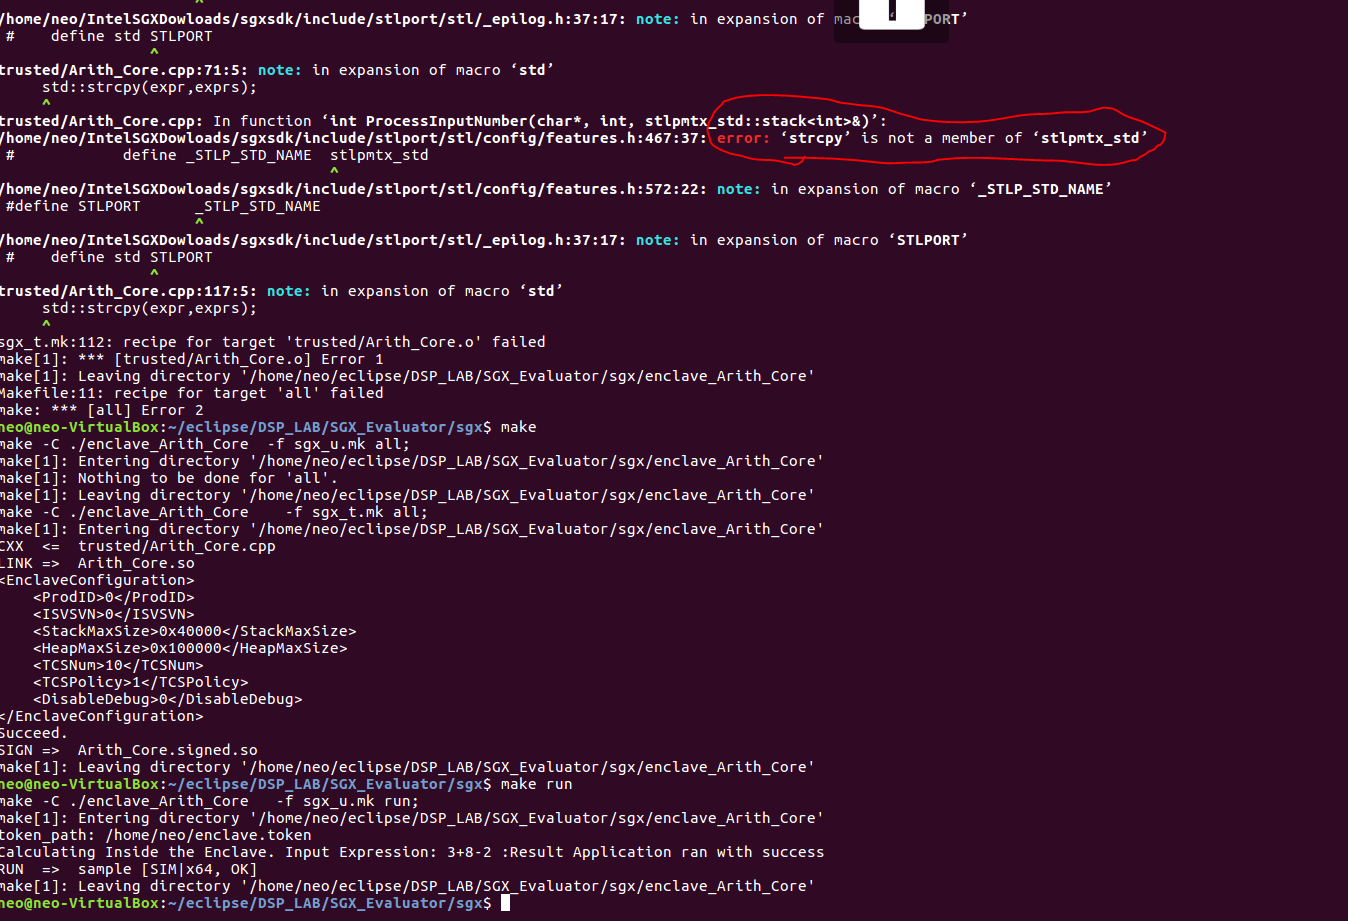 /home/neo/IntelSGXDowloads/sgxsdk/include/stlport/stl/_epilog.h:37:17: note: in expansion of mac PORT’
#    define std STLPORT
^
trusted/Arith_Core.cpp:71:5: note: in expansion of macro ‘std’
std::strcpy(expr,exprs);
^
trusted/Arith_Core.cpp: In function ‘int ProcessInputNumber(char*, int, stlpmtx_std::stack<int>&)’:
/home/neo/IntelSGXDowloads/sgxsdk/include/stlport/stl/config/features.h:467:37: error: ‘strcpy’ is not a member of ‘stlpmtx_std’
#            define _STLP_STD_NAME  stlpmtx_std
^
/home/neo/IntelSGXDowloads/sgxsdk/include/stlport/stl/config/features.h:572:22: note: in expansion of macro ‘_STLP_STD_NAME’
#define STLPORT      _STLP_STD_NAME
^
/home/neo/IntelSGXDowloads/sgxsdk/include/stlport/stl/_epilog.h:37:17: note: in expansion of macro ‘STLPORT’
#    define std STLPORT
^
trusted/Arith_Core.cpp:117:5: note: in expansion of macro ‘std’
std::strcpy(expr,exprs);
^
sgx_t.mk:112: recipe for target 'trusted/Arith_Core.o' failed
make[1]: *** [trusted/Arith_Core.o] Error 1
make[1]: Leaving directory '/home/neo/eclipse/DSP_LAB/SGX_Evaluator/sgx/enclave_Arith_Core'
Makefile:11: recipe for target 'all' failed
make: *** [all] Error 2
neo@neo-VirtualBox:~/eclipse/DSP_LAB/SGX_Evaluator/sgx$ make
make -C ./enclave_Arith_Core  -f sgx_u.mk all;
make[1]: Entering directory '/home/neo/eclipse/DSP_LAB/SGX_Evaluator/sgx/enclave_Arith_Core'
make[1]: Nothing to be done for 'all'.
make[1]: Leaving directory '/home/neo/eclipse/DSP_LAB/SGX_Evaluator/sgx/enclave_Arith_Core'
make -C ./enclave_Arith_Core    -f sgx_t.mk all;
make[1]: Entering directory '/home/neo/eclipse/DSP_LAB/SGX_Evaluator/sgx/enclave_Arith_Core'
CXX  <=  trusted/Arith_Core.cpp
LINK =>  Arith_Core.so
<EnclaveConfiguration>
<ProdID>0</ProdID>
<ISVSVN>0</ISVSVN>
<StackMaxSize>0x40000</StackMaxSize>
<HeapMaxSize>0x100000</HeapMaxSize>
<TCSNum>10</TCSNum>
<TCSPolicy>1</TCSPolicy>
<DisableDebug>0</DisableDebug>
</EnclaveConfiguration>
Succeed.
SIGN =>  Arith_Core.signed.so
make[1]: Leaving directory '/home/neo/eclipse/DSP_LAB/SGX_Evaluator/sgx/enclave_Arith_Core'
neo@neo-VirtualBox:~/eclipse/DSP_LAB/SGX_Evaluator/sgx$ make run
make -C ./enclave_Arith_Core   -f sgx_u.mk run;
make[1]: Entering directory '/home/neo/eclipse/DSP_LAB/SGX_Evaluator/sgx/enclave_Arith_Core'
token_path: /home/neo/enclave.token
Calculating Inside the Enclave. Input Expression: 3+8-2 :Result Application ran with success
RUN  =>  sample [SIM|x64, OK]
make[1]: Leaving directory '/home/neo/eclipse/DSP_LAB/SGX_Evaluator/sgx/enclave_Arith_Core'
neo@neo-VirtualBox:~/eclipse/DSP_LAB/SGX_Evaluator/sgx$